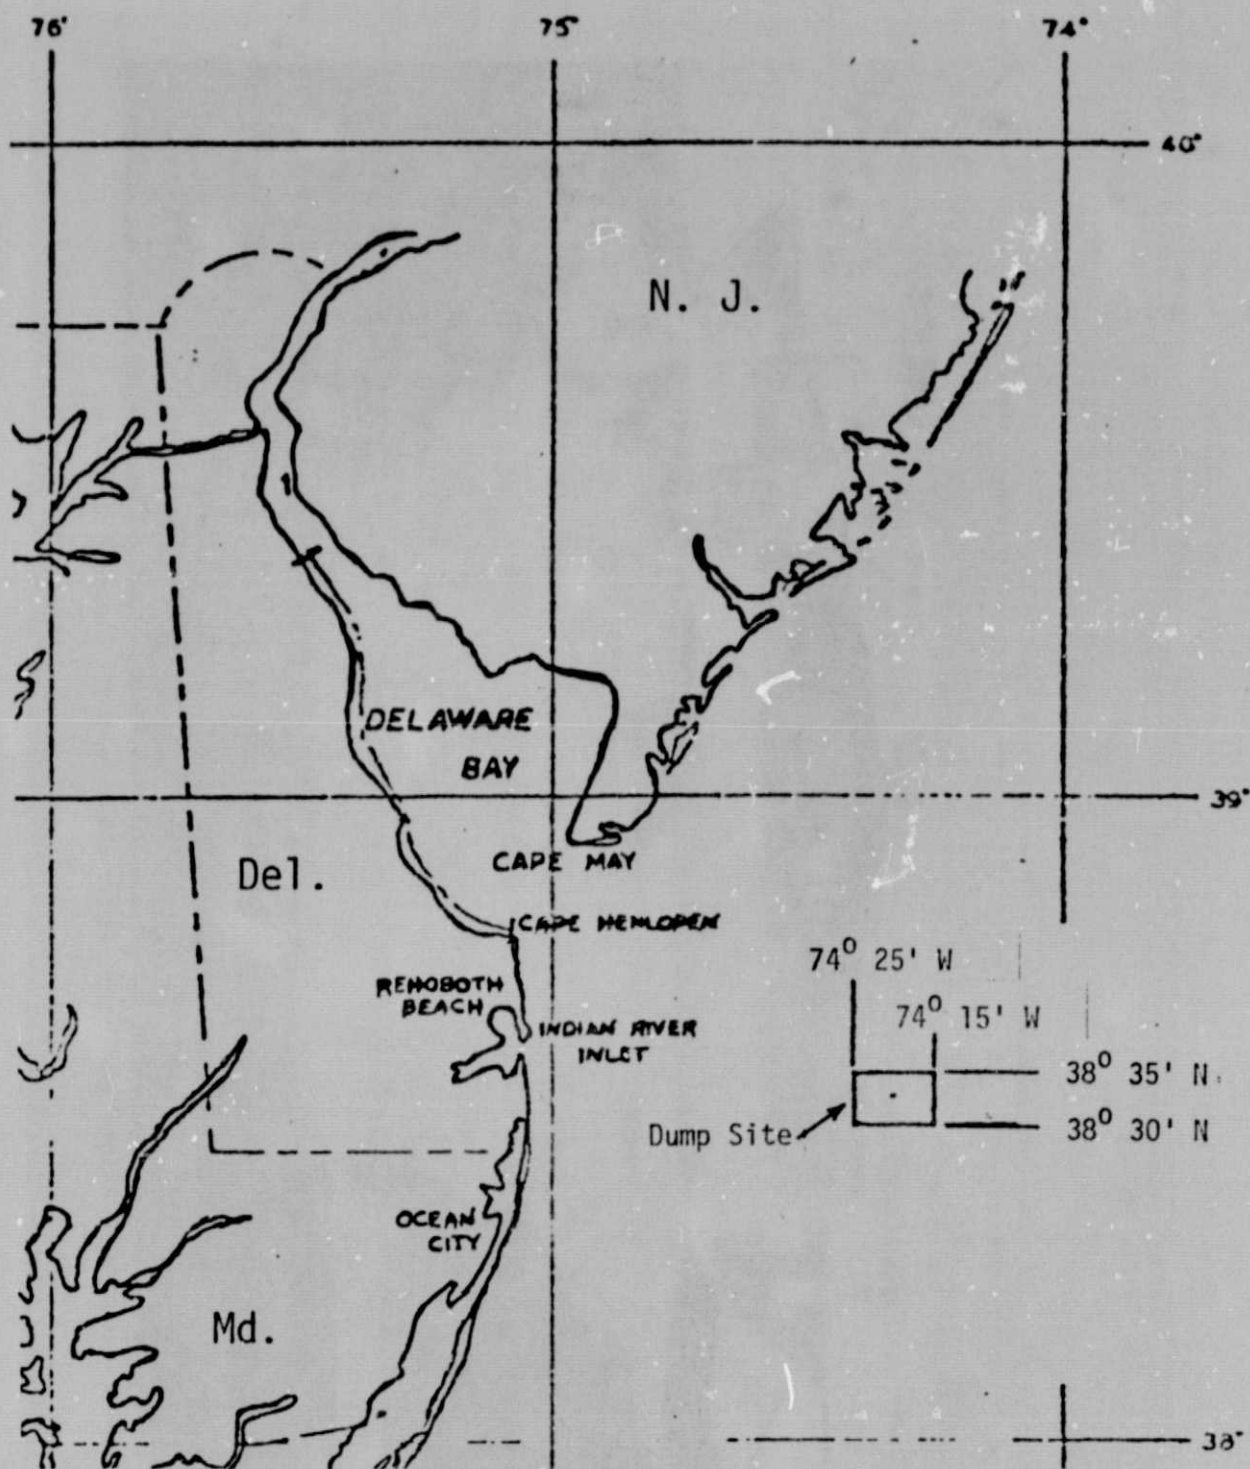 76°
75°
74°
40°
N. J.
DELAWARE
BAY
39°
CAPE MAY
Del.
CAPE HENLOPEN
74° 25' W
REHOBOTH
BEACH
74° 15' W
INDIAN RIVER
INLET
38° 35' N
Dump Site
38° 30' N
OCEAN
CITY
Md.
38°